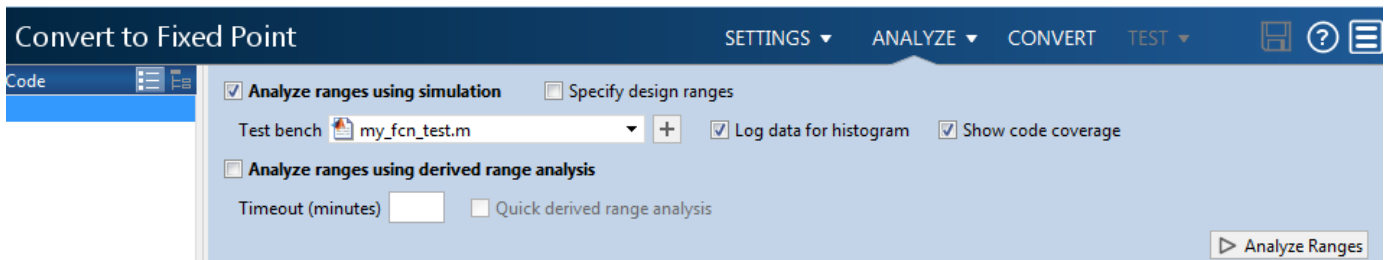 Convert to Fixed Point SETTINGS ANALYZE CONVERT TEST
Code
Analyze ranges using simulation Specify design ranges
Test bench my_fcn_test.m + Log data for histogram Show code coverage
Analyze ranges using derived range analysis
Timeout (minutes) Quick derived range analysis
Analyze Ranges